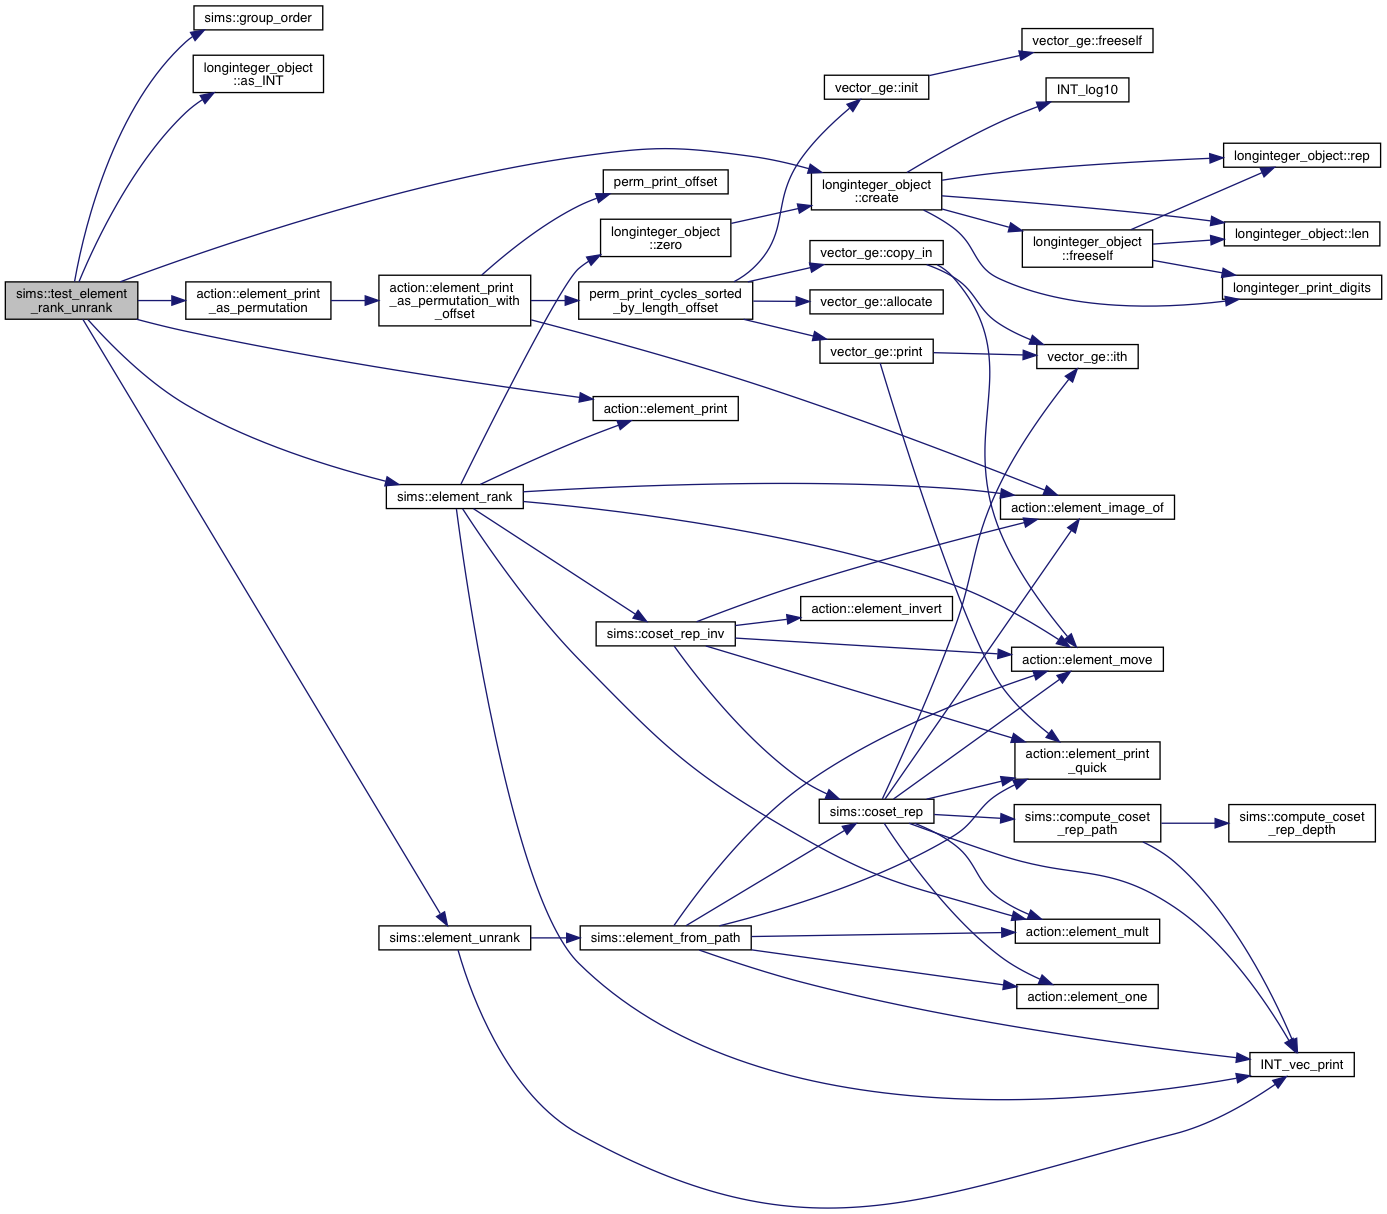 sims::group_order
longinteger_object
::as_INT
sims::test_element
_rank_unrank
action::element_print
_as_permutation
action::element_print
_as_permutation_with
_offset
sims::element_rank
sims::element_unrank
perm_print_offset
longinteger_object
::zero
perm_print_cycles_sorted
_by_length_offset
action::element_print
sims::coset_rep_inv
sims::element_from_path
vector_ge::init
longinteger_object
::create
vector_ge::copy_in
vector_ge::allocate
vector_ge::print
action::element_invert
sims::coset_rep
vector_ge::freeself
INT_log10
longinteger_object
::freeself
vector_ge::ith
action::element_image_of
action::element_move
action::element_print
_quick
sims::compute_coset
_rep_path
action::element_mult
action::element_one
longinteger_object::rep
longinteger_object::len
longinteger_print_digits
sims::compute_coset
_rep_depth
INT_vec_print